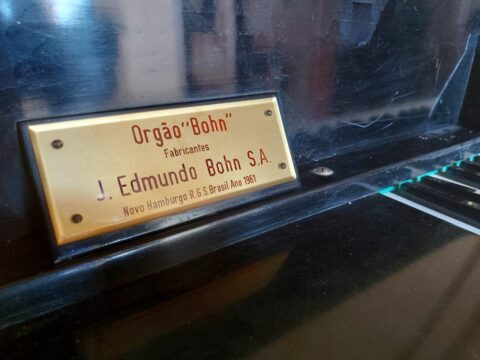 Orgão "Bohn"
Fabricantes
J. Edmundo Bohn S.A.
Novo Hamburgo R.G.S Brasil Ano 1961